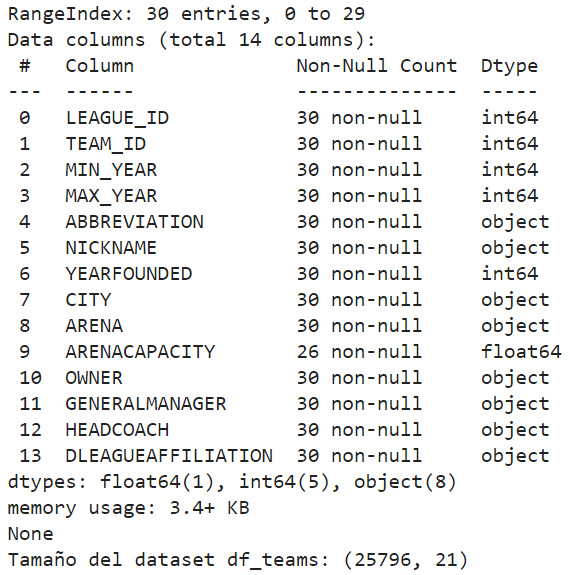 RangeIndex: 30 entries, 0 to 29
Data columns (total 14 columns):
 #   Column             Non-Null Count  Dtype
---  ------             --------------  -----
 0   LEAGUE_ID          30 non-null     int64
 1   TEAM_ID            30 non-null     int64
 2   MIN_YEAR           30 non-null     int64
 3   MAX_YEAR           30 non-null     int64
 4   ABBREVIATION       30 non-null     object
 5   NICKNAME           30 non-null     object
 6   YEARFOUNDED        30 non-null     int64
 7   CITY               30 non-null     object
 8   ARENA              30 non-null     object
 9   ARENACAPACITY      26 non-null     float64
 10  OWNER              30 non-null     object
 11  GENERALMANAGER     30 non-null     object
 12  HEADCOACH          30 non-null     object
 13  DLEAGUEAFFILIATION 30 non-null     object
dtypes: float64(1), int64(5), object(8)
memory usage: 3.4+ KB
None
Tamaño del dataset df_teams: (25796, 21)